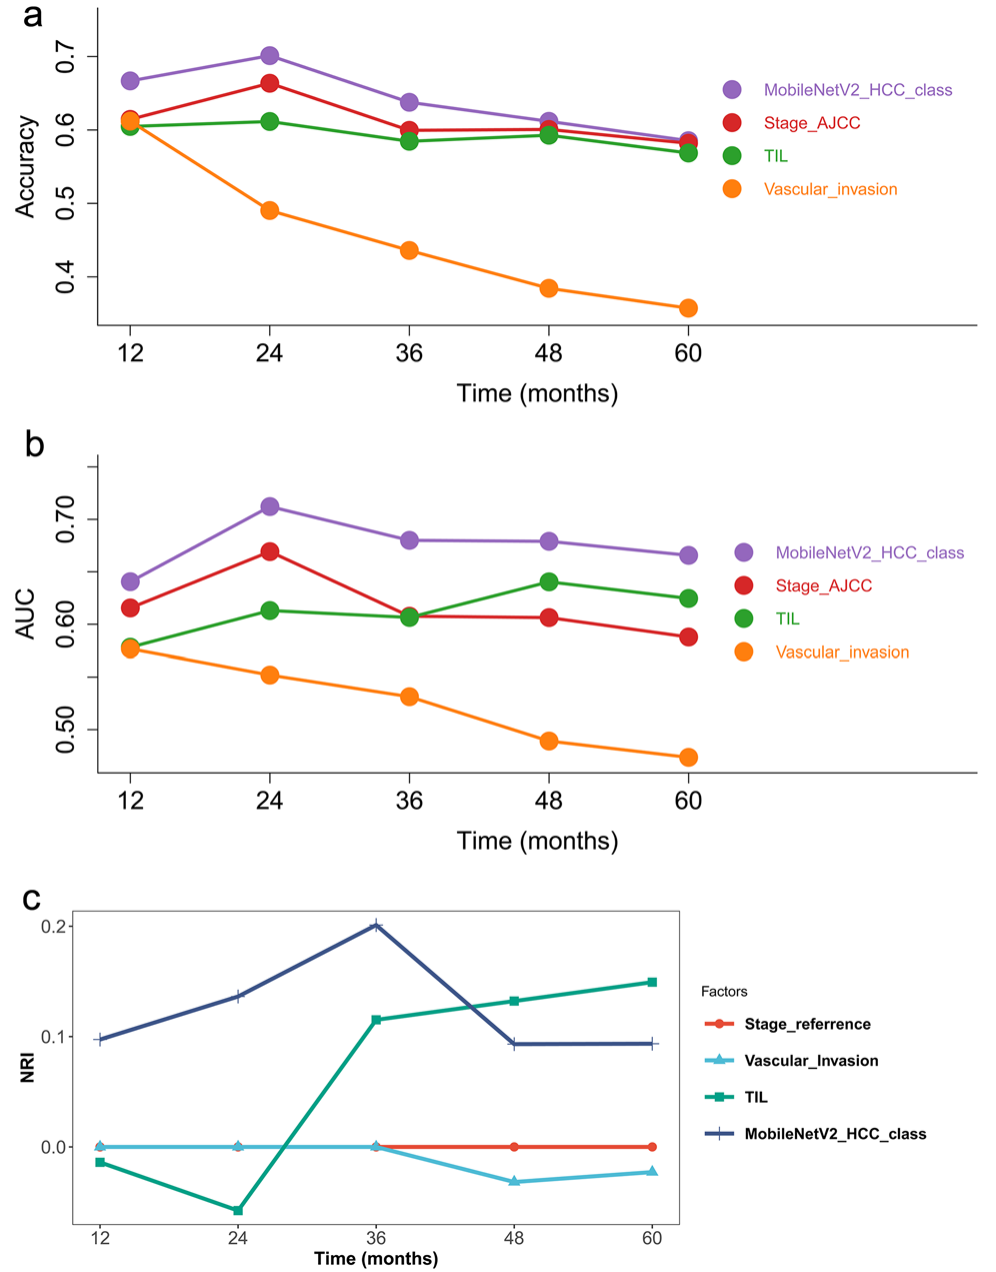 a
Accuracy
0.7
0.6
0.5
0.4
12 24 36 48 60
Time (months)
MobileNetV2_HCC_class
Stage_AJCC
TIL
Vascular_invasion
b
AUC
0.70
0.60
0.50
12 24 36 48 60
Time (months)
MobileNetV2_HCC_class
Stage_AJCC
TIL
Vascular_invasion
c
NRI
0.2
0.1
0.0
12 24 36 48 60
Time (months)
Factors
Stage_referrence
Vascular_Invasion
TIL
MobileNetV2_HCC_class